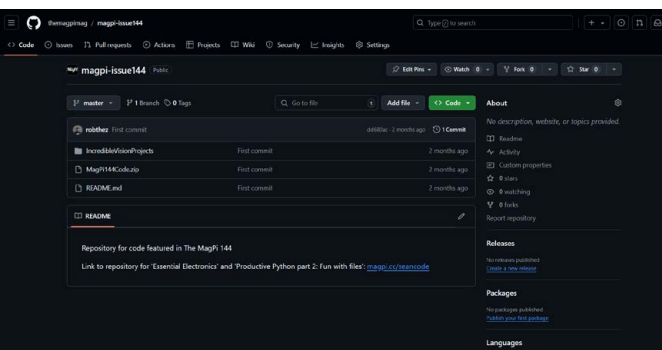 themagpimag / magpi-issue144
Type / to search
Code
Issues
Pull requests
Actions
Projects
Wiki
Security
Insights
Settings
magpi-issue144
Public
Edit Pins
Watch 0
Fork 0
Star 0
master
1 Branch
0 Tags
Go to file
t
Add file
Code
robthez First commit
2 months ago
1 Commit
IncredibleVisionProjects First commit 2 months ago
MagPi144Code.zip First commit 2 months ago
README.md First commit 2 months ago
README
Repository for code featured in The MagPi 144
Link to repository for 'Essential Electronics' and 'Productive Python part 2: Fun with files': magpi.cc/seancode
About
No description, website, or topics provided.
Readme
Activity
Custom properties
0 stars
0 watching
0 forks
Report repository
Releases
No releases published
Create a new release
Packages
No packages published
Publish your first package
Languages